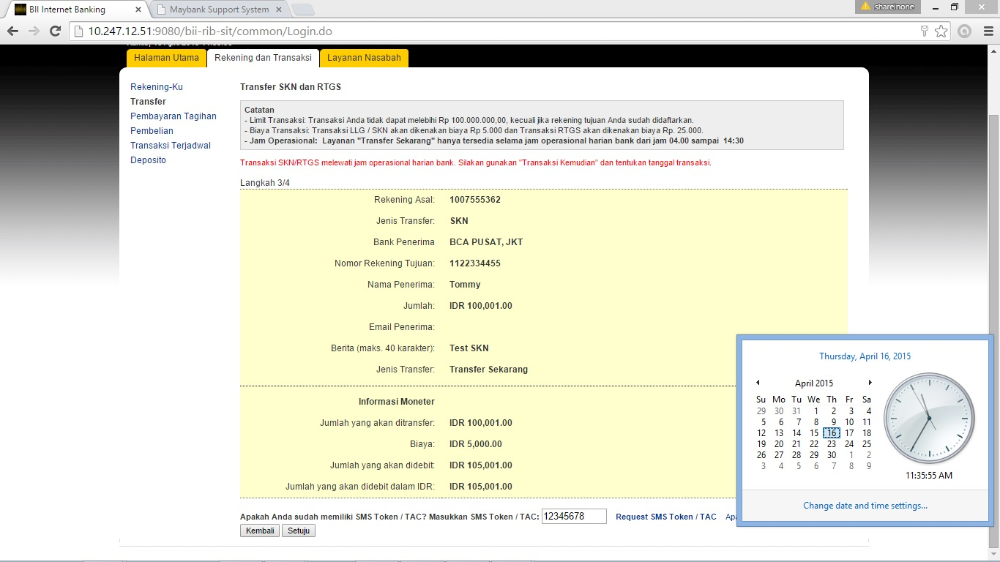 BII Internet Banking
Maybank Support System
shareinone
10.247.12.51:9080/bii-rib-sit/common/Login.do
Halaman Utama
Rekening dan Transaksi
Layanan Nasabah
Rekening-Ku
Transfer
Pembayaran Tagihan
Pembelian
Transaksi Terjadwal
Deposito
Transfer SKN dan RTGS
Catatan
- Limit Transaksi: Transaksi Anda tidak dapat melebihi Rp 100.000.000,00, kecuali jika rekening tujuan Anda sudah didaftarkan.
- Biaya Transaksi: Transaksi LLG / SKN akan dikenakan biaya Rp 5.000 dan Transaksi RTGS akan dikenakan biaya Rp. 25.000.
- Jam Operasional: Layanan "Transfer Sekarang" hanya tersedia selama jam operasional harian bank dari jam 04.00 sampai 14:30
Transaksi SKN/RTGS melewati jam operasional harian bank. Silakan gunakan "Transaksi Kemudian" dan tentukan tanggal transaksi.
Langkah 3/4
Rekening Asal: 1007555362
Jenis Transfer: SKN
Bank Penerima BCA PUSAT, JKT
Nomor Rekening Tujuan: 1122334455
Nama Penerima: Tommy
Jumlah: IDR 100,001.00
Email Penerima:
Berita (maks. 40 karakter): Test SKN
Jenis Transfer: Transfer Sekarang
Informasi Moneter
Jumlah yang akan ditransfer: IDR 100,001.00
Biaya: IDR 5,000.00
Jumlah yang akan didebit: IDR 105,001.00
Jumlah yang akan didebit dalam IDR: IDR 105,001.00
Apakah Anda sudah memiliki SMS Token / TAC? Masukkan SMS Token / TAC: 12345678 Request SMS Token / TAC
Kembali Setuju
Thursday, April 16, 2015
April 2015
Su Mo Tu We Th Fr Sa
29 30 31 1 2 3 4
5 6 7 8 9 10 11
12 13 14 15 16 17 18
19 20 21 22 23 24 25
26 27 28 29 30 1 2
3 4 5 6 7 8 9
11:35:55 AM
Change date and time settings...